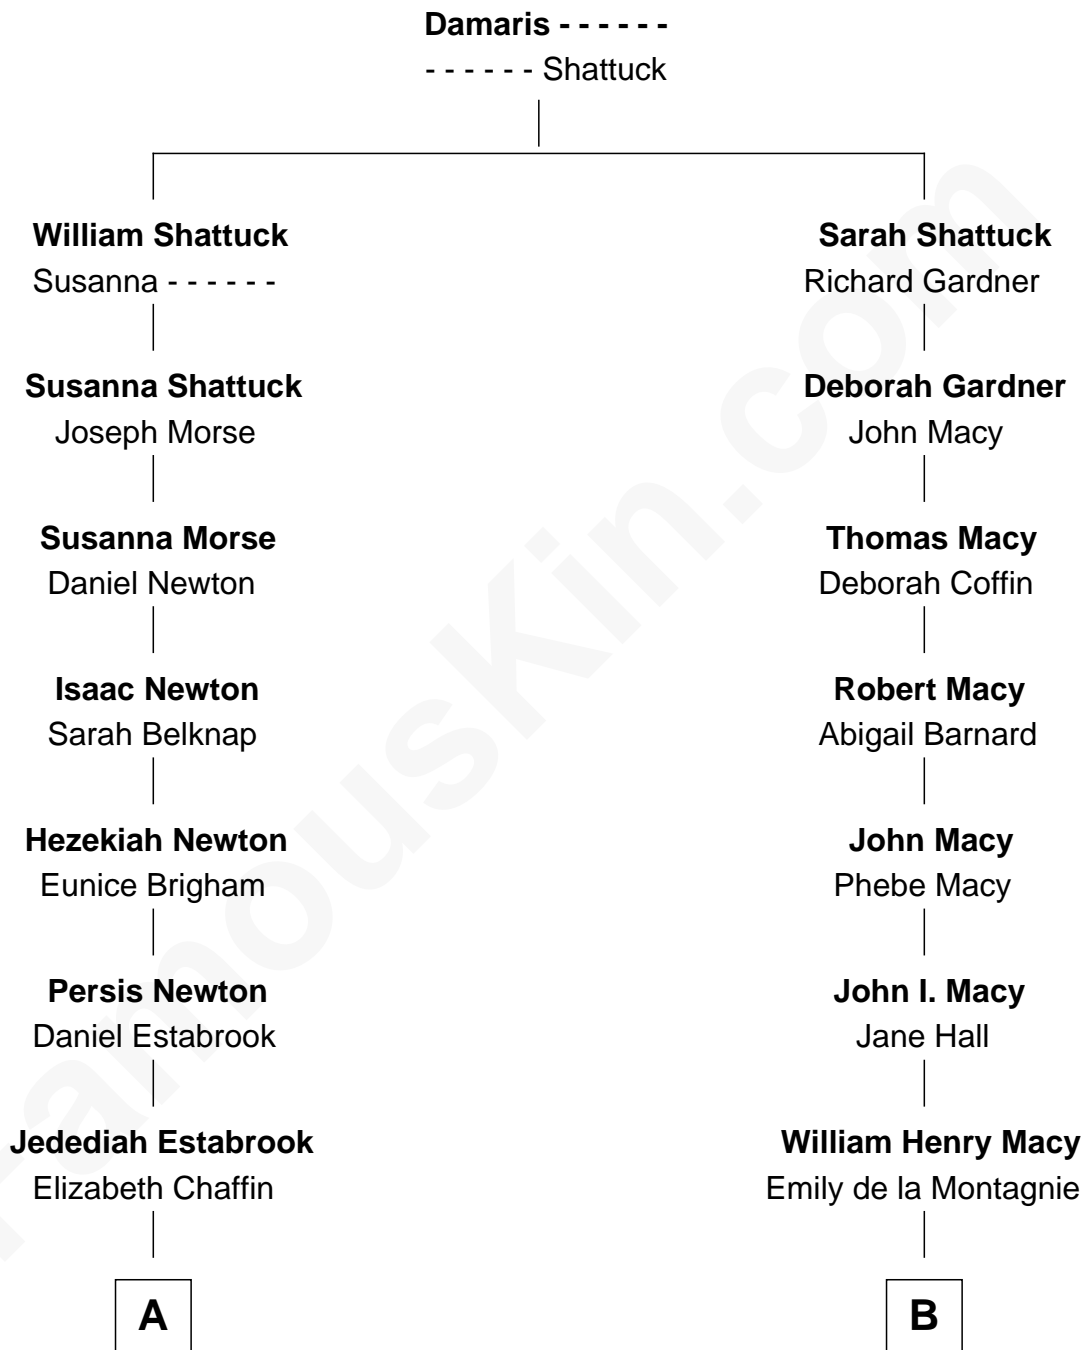 Damaris - - - - - -
- - - - - - Shattuck
William Shattuck
Susanna - - - - - -
Sarah Shattuck
Richard Gardner
Susanna Shattuck
Joseph Morse
Deborah Gardner
John Macy
Susanna Morse
Daniel Newton
Thomas Macy
Deborah Coffin
Isaac Newton
Sarah Belknap
Robert Macy
Abigail Barnard
Hezekiah Newton
Eunice Brigham
John Macy
Phebe Macy
Persis Newton
Daniel Estabrook
John I. Macy
Jane Hall
Jedediah Estabrook
Elizabeth Chaffin
William Henry Macy
Emily de la Montagnie
A
B
FamousKin.com